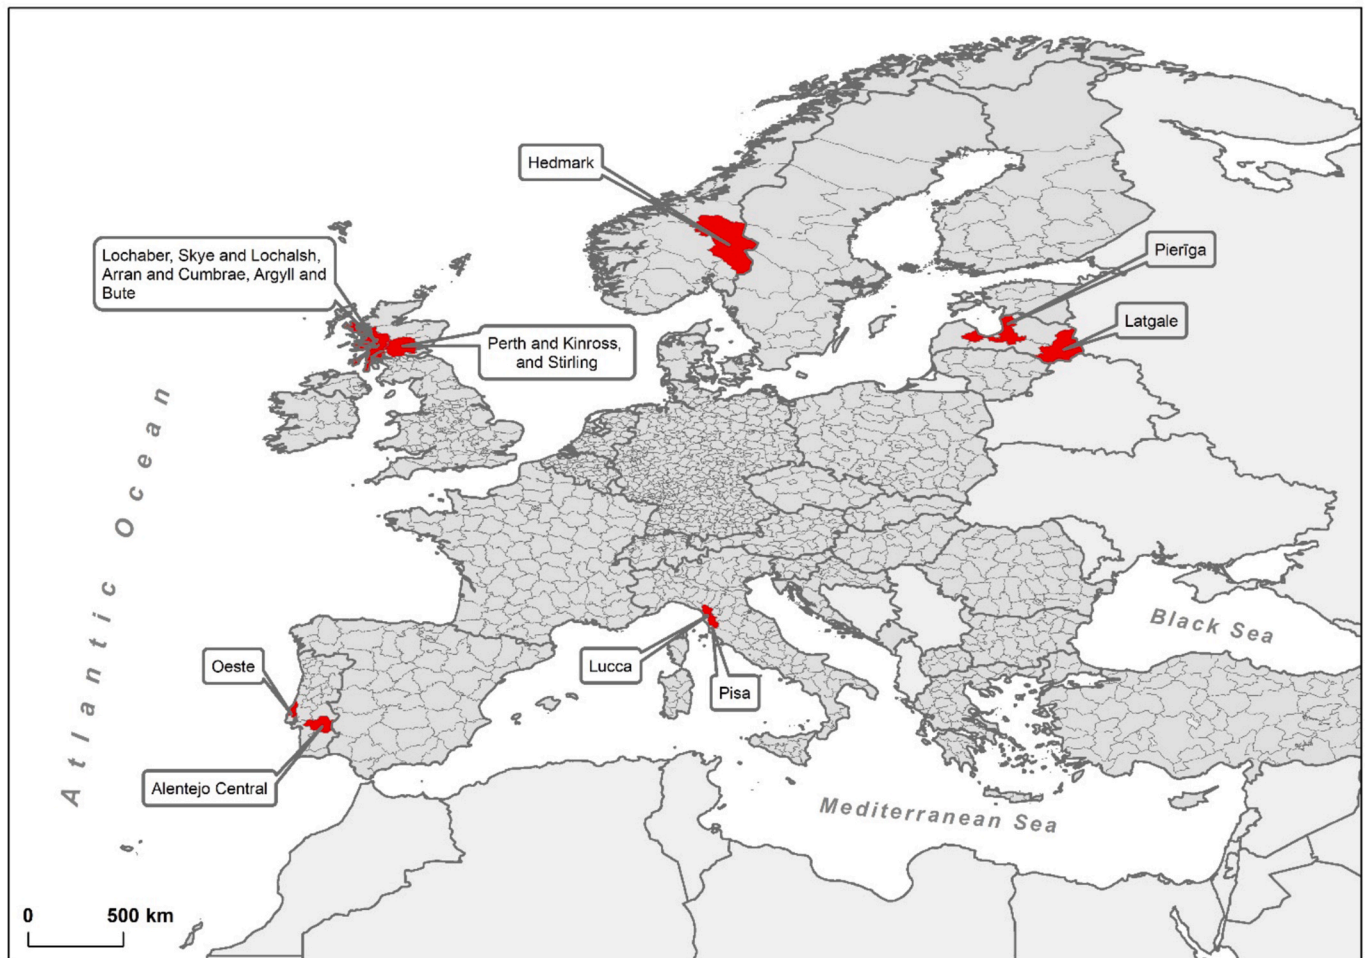 Hedmark
Lochaber, Skye and Lochalsh,
Arran and Cumbrae, Argyll and
Bute
Pierīga
Latgale
Perth and Kinross,
and Stirling
Atlantic Ocean
Black Sea
Oeste
Lucca
Pisa
Alentejo Central
Mediterranean Sea
0 500 km